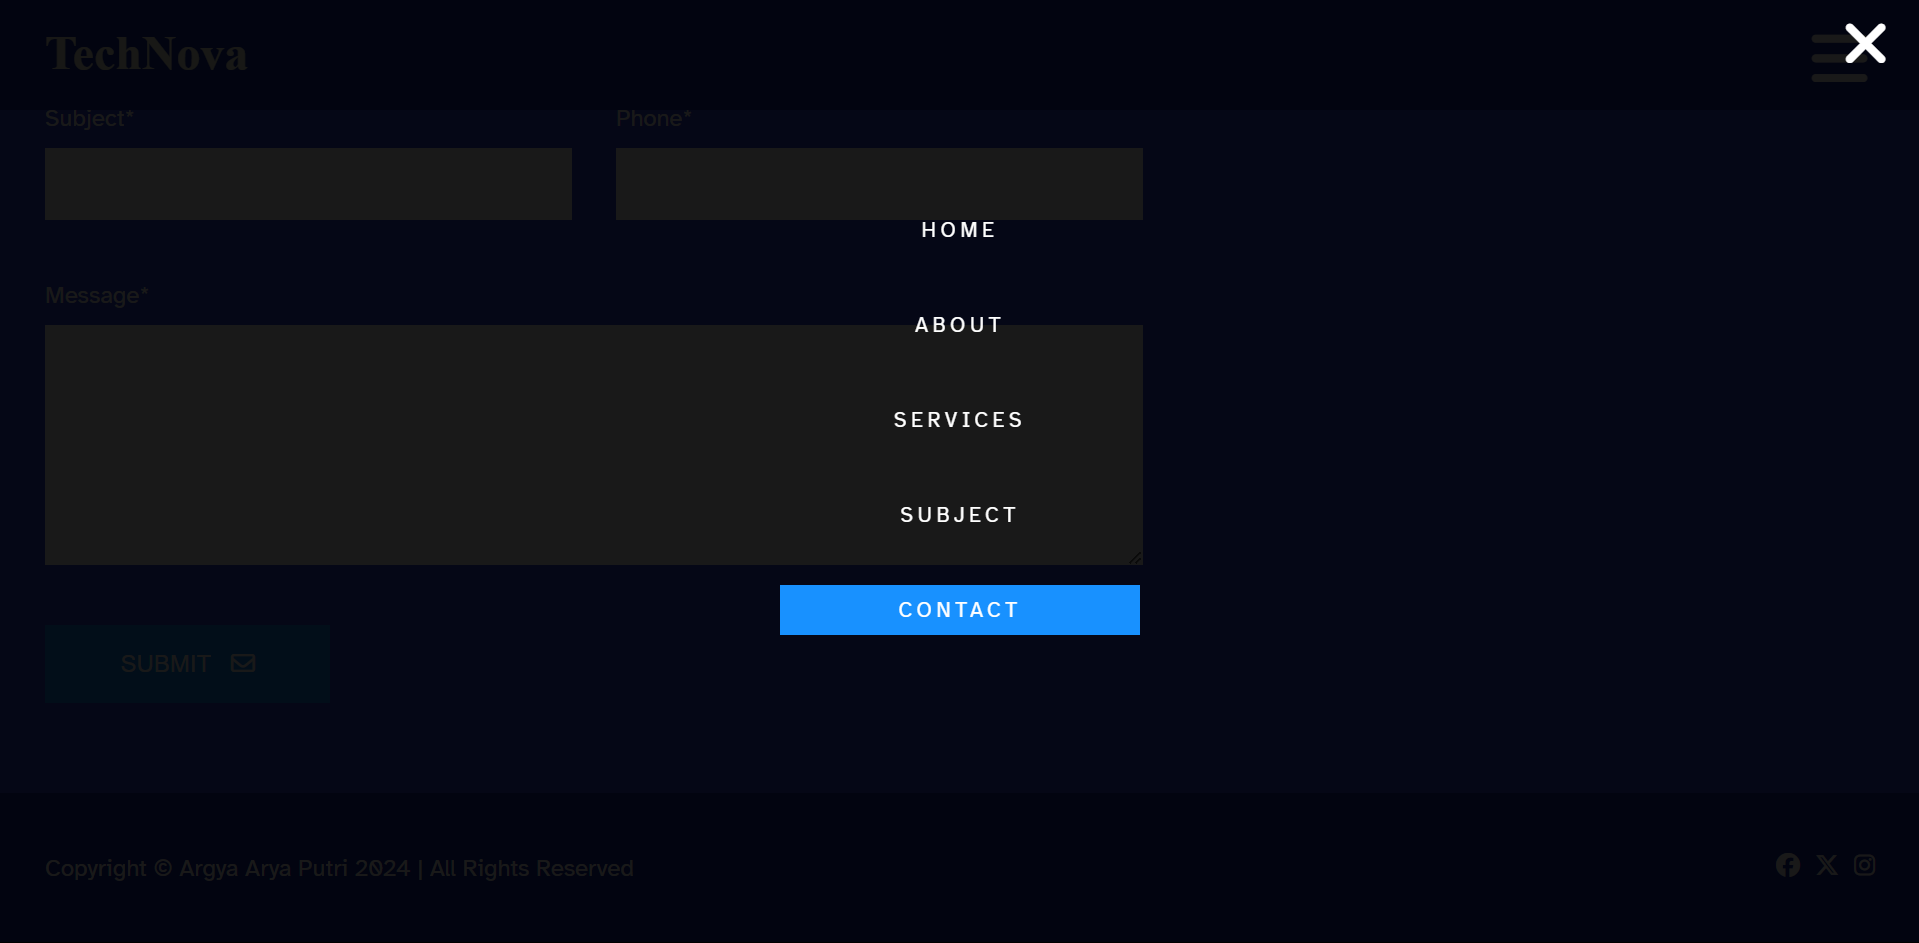 TechNova
Subject* Phone*
HOME
Message*
ABOUT
SERVICES
SUBJECT
CONTACT
SUBMIT
Copyright © Argya Arya Putri 2024 | All Rights Reserved